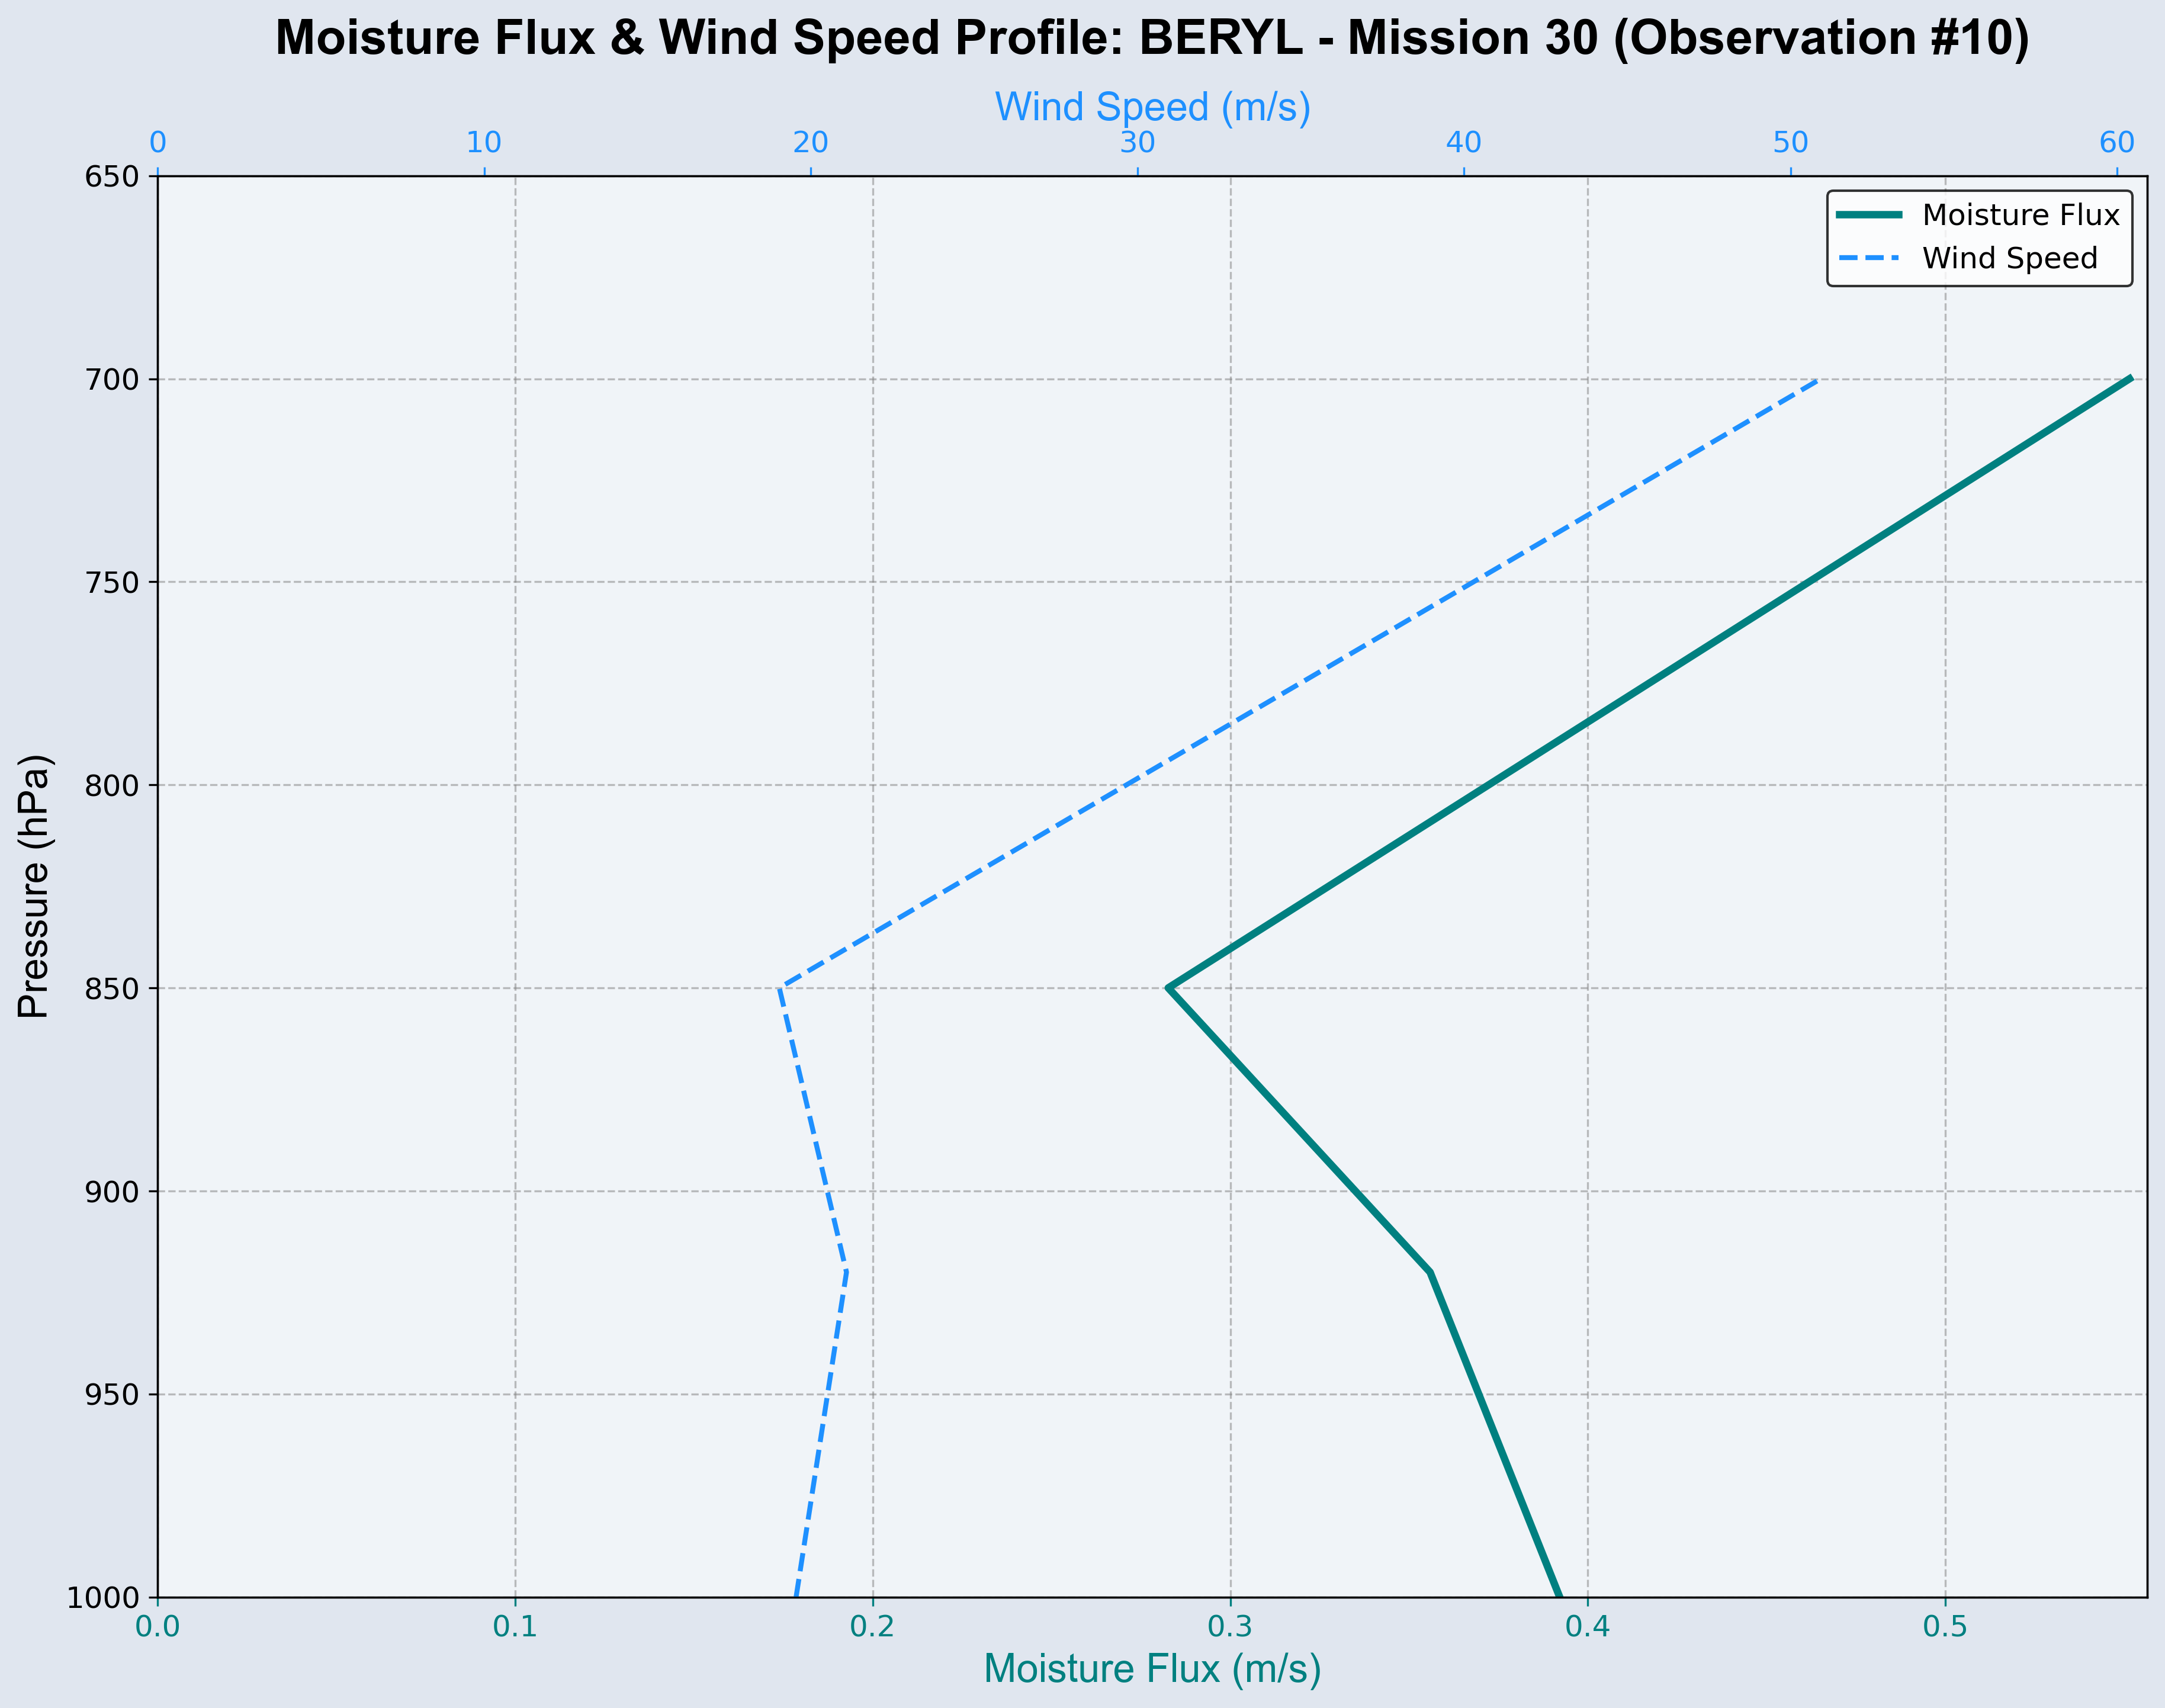 Moisture Flux & Wind Speed Profile: BERYL - Mission 30 (Observation #10)
Wind Speed (m/s)
0 10 20 30 40 50 60
Moisture Flux
Wind Speed
650
700
750
800
850
900
950
1000
Pressure (hPa)
0.0 0.1 0.2 0.3 0.4 0.5
Moisture Flux (m/s)